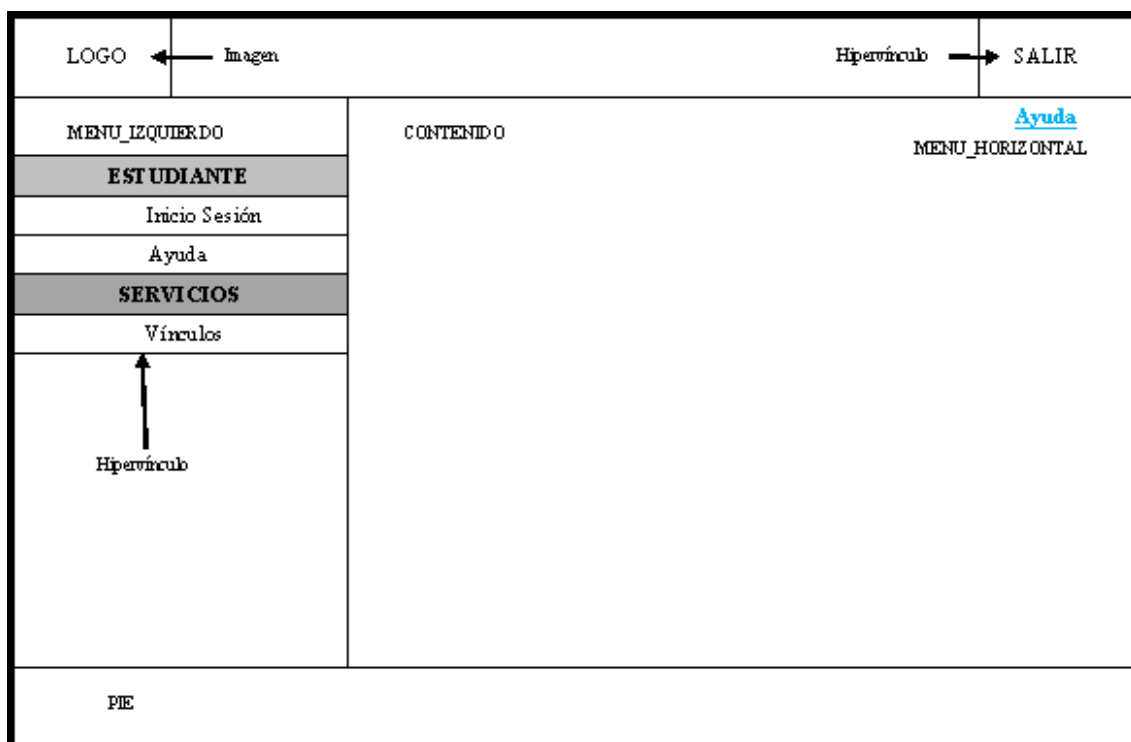 LOGO Imagen Hipervínculo SALIR
MENU_IZQUIERDO
CONTENIDO
Ayuda
MENU_HORIZONTAL
ESTUDIANTE
Inicio Sesión
Ayuda
SERVICIOS
Vínculos
Hipervínculo
PIE